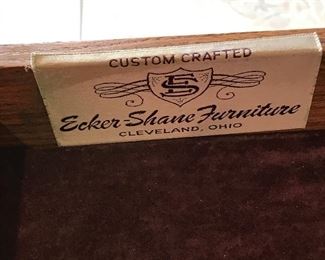 CUSTOM CRAFTED
ES
Ecker Shane Furniture
CLEVELAND, OHIO